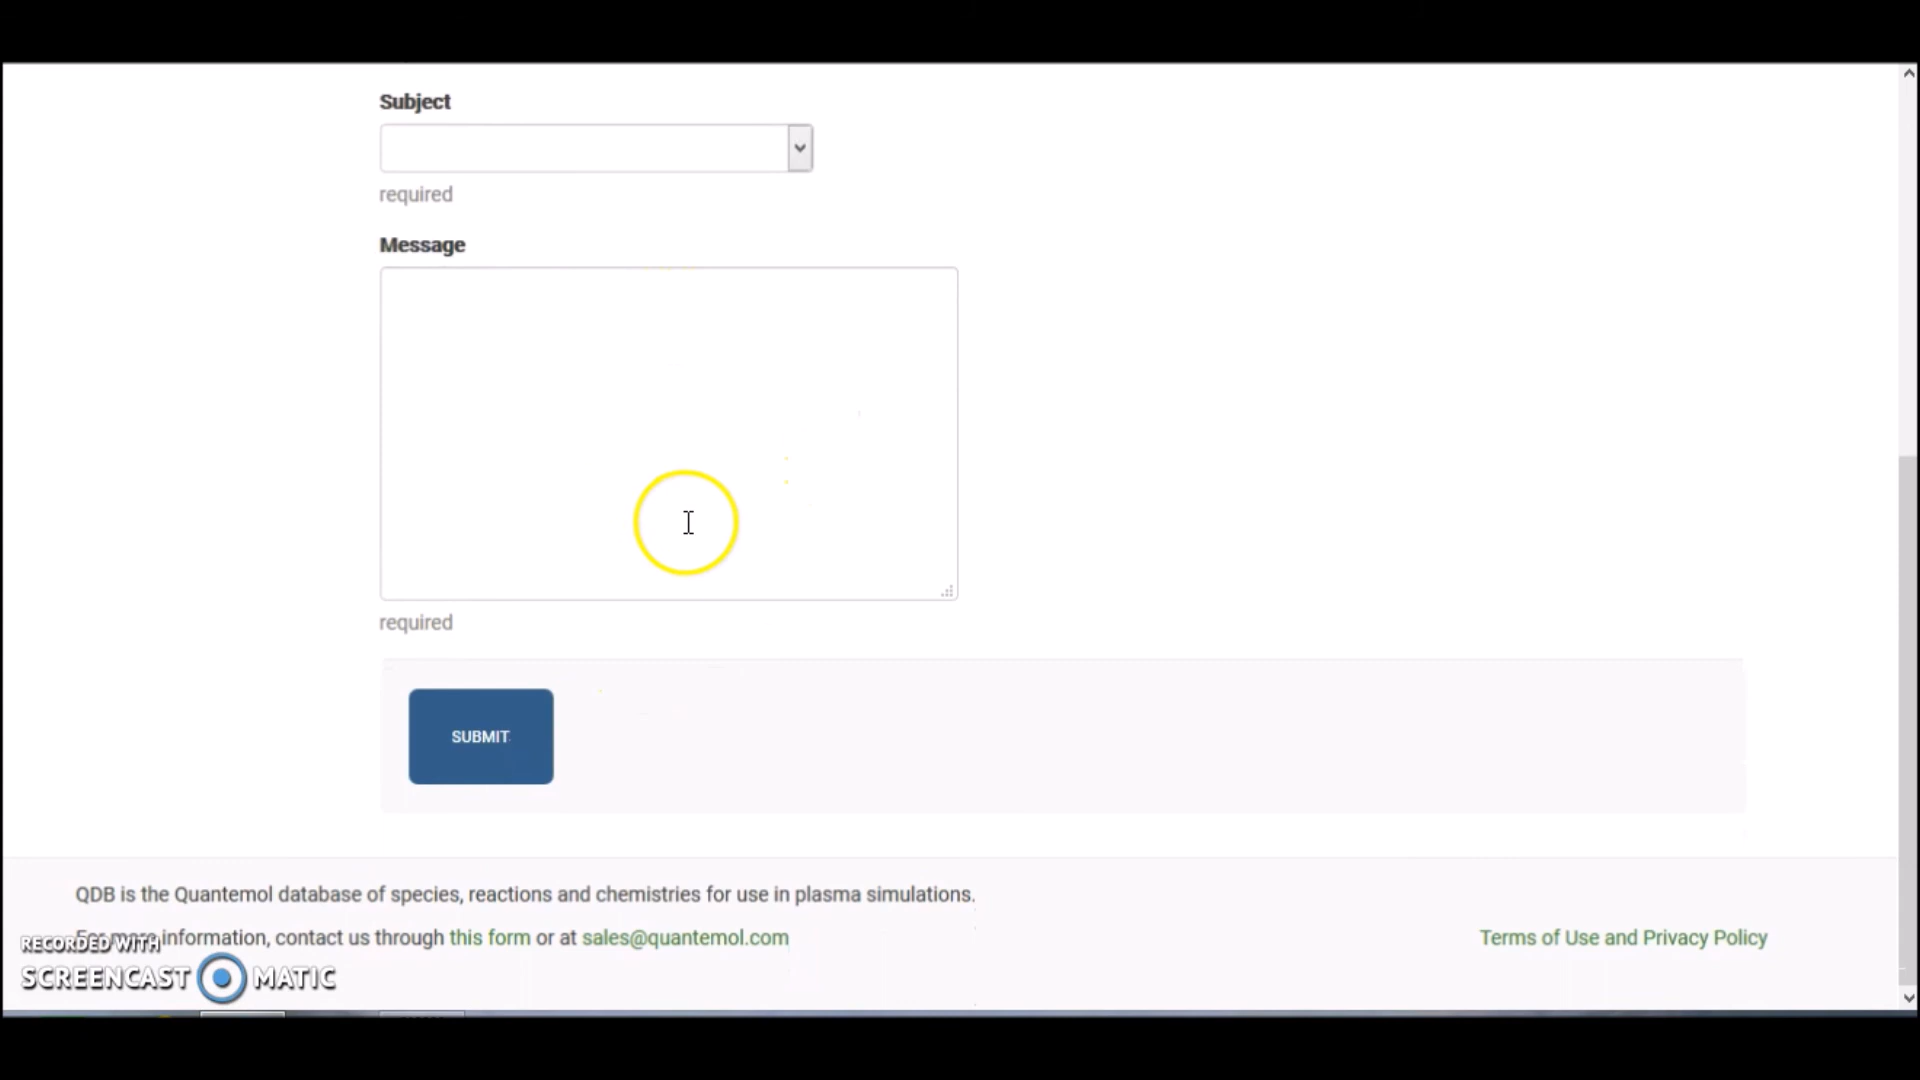 Subject
required
Message
required
SUBMIT
QDB is the Quantemol database of species, reactions and chemistries for use in plasma simulations.
For more information, contact us through this form or at sales@quantemol.com
Terms of Use and Privacy Policy
RECORDED WITH
SCREENCAST MATIC